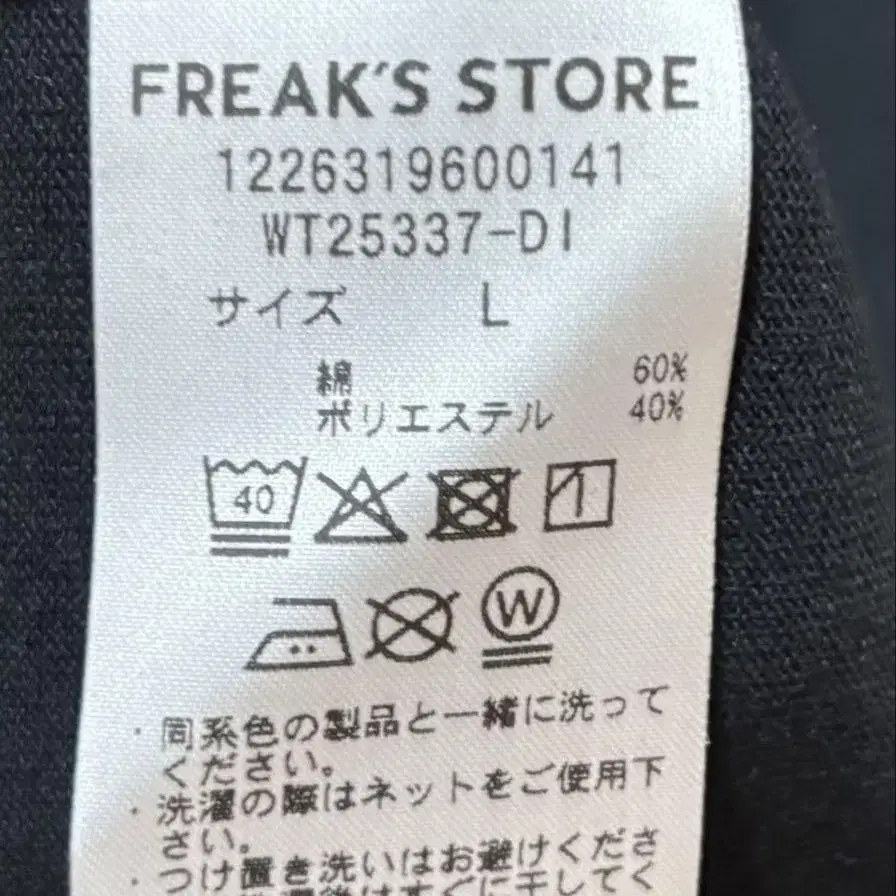 FREAK'S STORE
1226319600141
WT25337-DI
サイズ L
綿 60%
ポリエステル 40%
40
W
・同系色の製品と一緒に洗って
ください。
・洗濯の際はネットをご使用下
さい。
・つけ置き洗いはお避けくださ